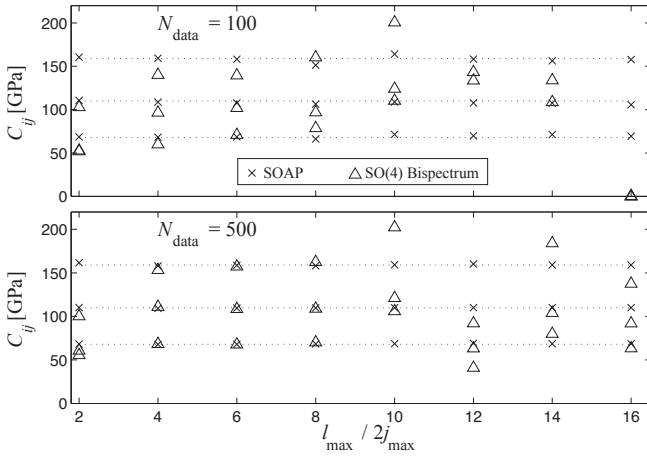 N_data = 100
200
150
100
50
0
C_ij [GPa]
× SOAP △ SO(4) Bispectrum
N_data = 500
200
150
100
50
0
C_ij [GPa]
2 4 6 8 10 12 14 16
l_max / 2j_max